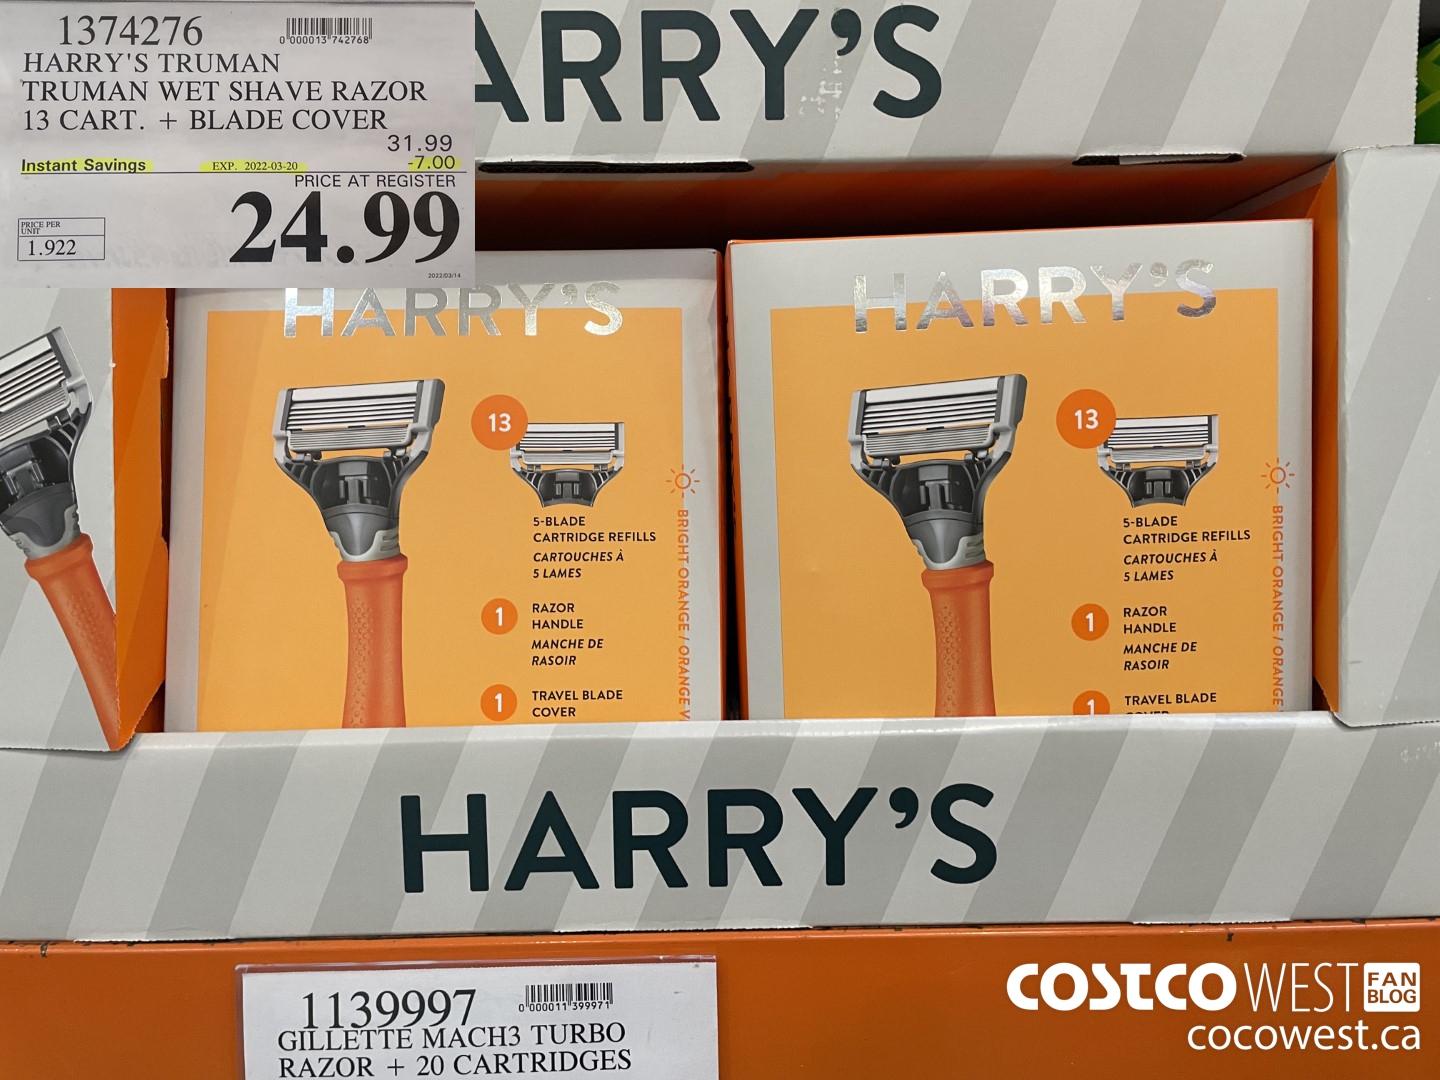 1374276
0"000013"742768"
HARRY'S TRUMAN
TRUMAN WET SHAVE RAZOR
13 CART. + BLADE COVER
31.99
Instant Savings EXP. 2022-03-20 -7.00
PRICE AT REGISTER
24.99
PRICE PER
UNIT
1.922
2022/03/14
ARRY'S
HARRY'S
13
5-BLADE
CARTRIDGE REFILLS
CARTOUCHES À
5 LAMES
1
RAZOR
HANDLE
MANCHE DE
RASOIR
1
TRAVEL BLADE
COVER
BRIGHT ORANGE / ORANGE V
HARRY'S
13
5-BLADE
CARTRIDGE REFILLS
CARTOUCHES À
5 LAMES
1
RAZOR
HANDLE
MANCHE DE
RASOIR
1
TRAVEL BLADE
COVER
BRIGHT ORANGE / ORANGE
HARRY'S
1139997
0"000011"399971"
GILLETTE MACH3 TURBO
RAZOR + 20 CARTRIDGES
COSTCO WEST FAN
BLOG
cocowest.ca